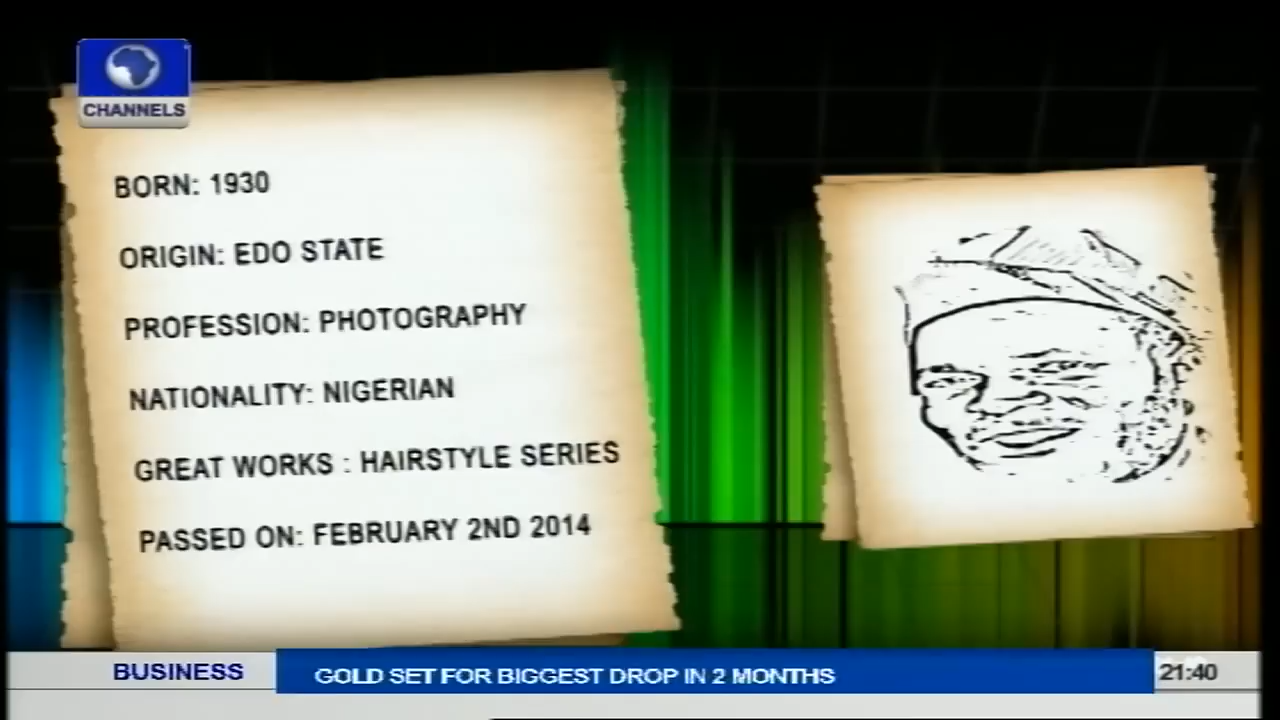 CHANNELS
BORN: 1930
ORIGIN: EDO STATE
PROFESSION: PHOTOGRAPHY
NATIONALITY: NIGERIAN
GREAT WORKS : HAIRSTYLE SERIES
PASSED ON: FEBRUARY 2ND 2014
BUSINESS
GOLD SET FOR BIGGEST DROP IN 2 MONTHS
21:40